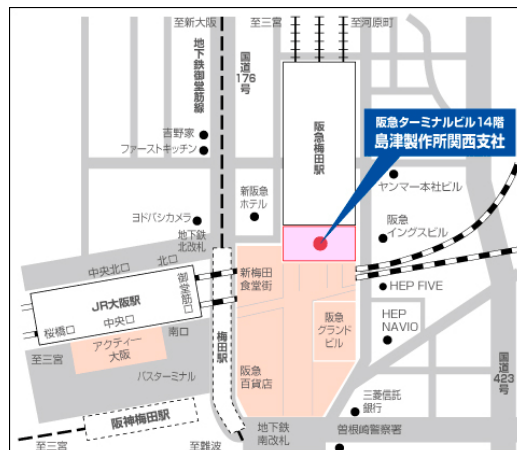 至新大阪
至三宮
至河原町
地下鉄御堂筋線
国道
176
号
阪急梅田駅
阪急ターミナルビル14階
島津製作所関西支社
吉野家
ファーストキッチン
ヤンマー本社ビル
新阪急
ホテル
ヨドバシカメラ
阪急
イングスビル
地下鉄
北改札
北口
中央北口
御堂筋口
新梅田
食堂街
HEP FIVE
JR大阪駅
中央口
桜橋口
南口
梅田駅
阪急
グランド
ビル
HEP
NAVIO
アクティー
大阪
至三宮
バスターミナル
阪急
百貨店
国道
423
号
三菱信託
銀行
阪神梅田駅
地下鉄
南改札
曽根崎警察署
至三宮
至難波